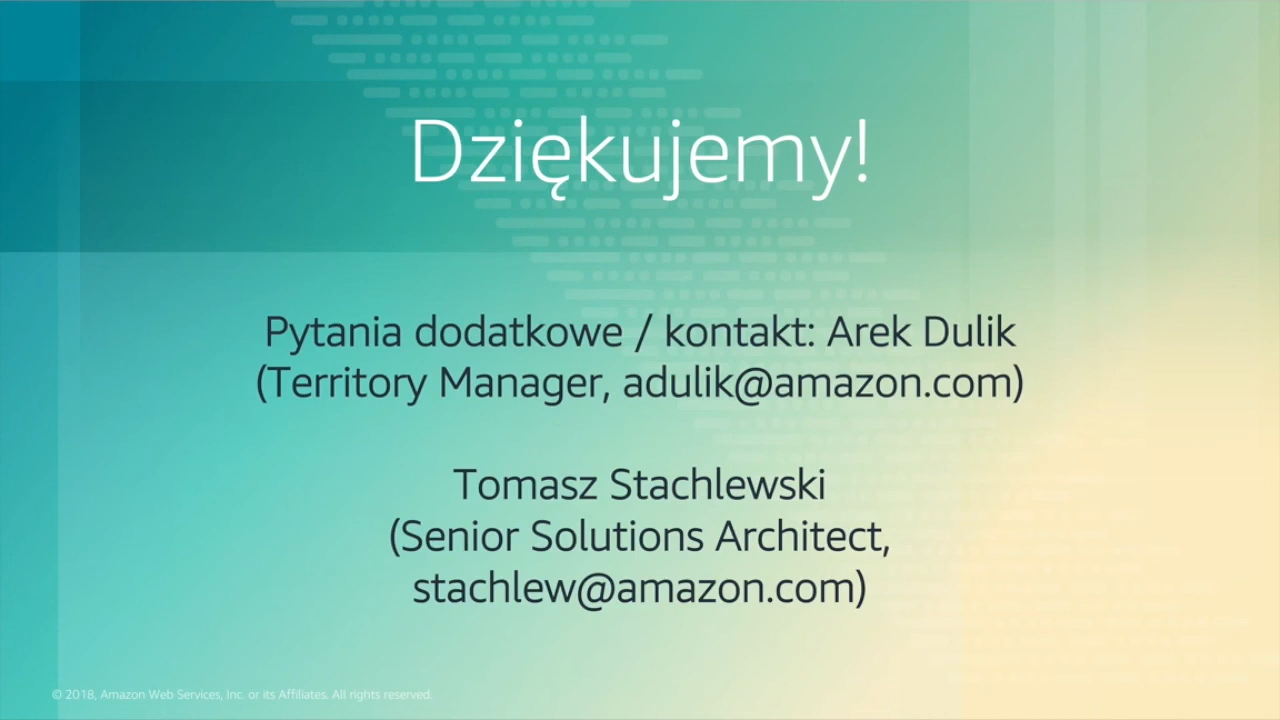 Dziękujemy!
Pytania dodatkowe / kontakt: Arek Dulik
(Territory Manager, adulik@amazon.com)
Tomasz Stachlewski
(Senior Solutions Architect,
stachlew@amazon.com)
© 2018, Amazon Web Services, Inc. or its Affiliates. All rights reserved.